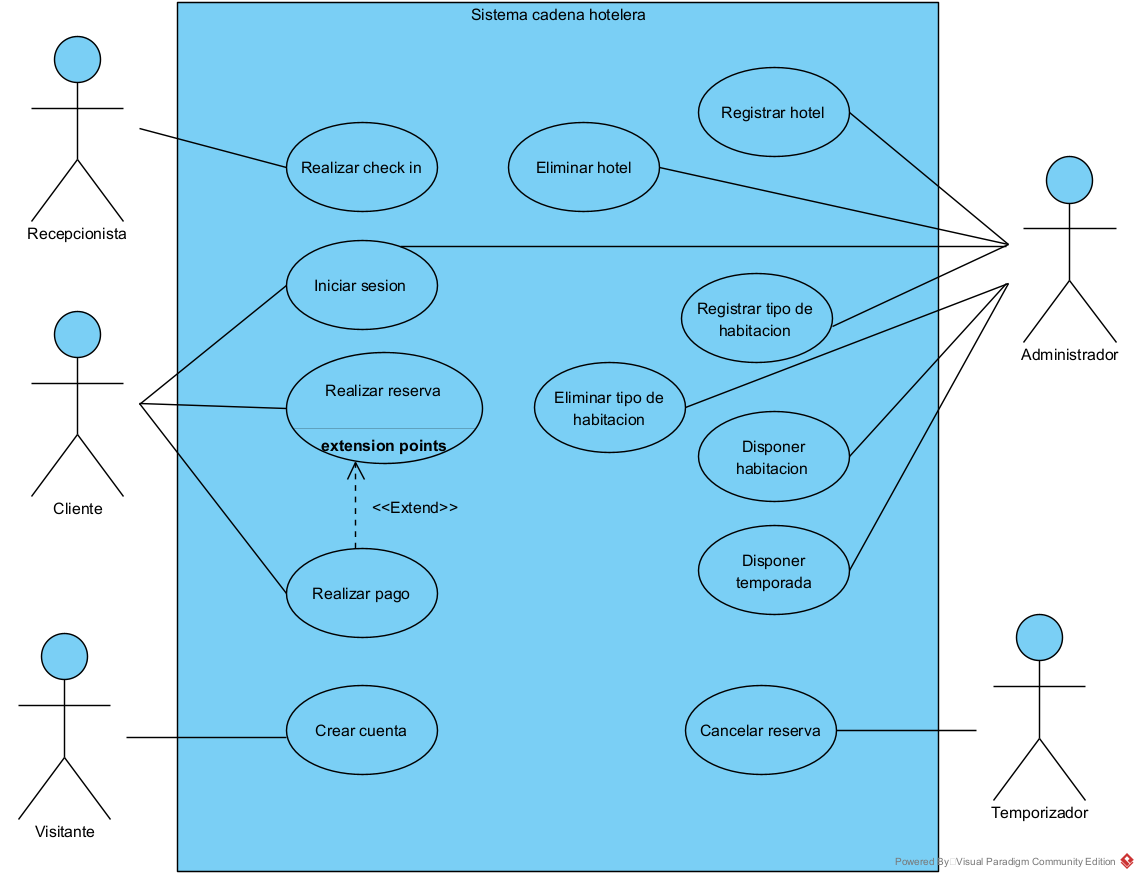 Sistema cadena hotelera
Recepcionista
Realizar check in
Eliminar hotel
Registrar hotel
Iniciar sesion
Registrar tipo de
habitacion
Administrador
Cliente
Realizar reserva
extension points
Eliminar tipo de
habitacion
Disponer
habitacion
<<Extend>>
Realizar pago
Disponer
temporada
Visitante
Crear cuenta
Cancelar reserva
Temporizador
Powered By Visual Paradigm Community Edition